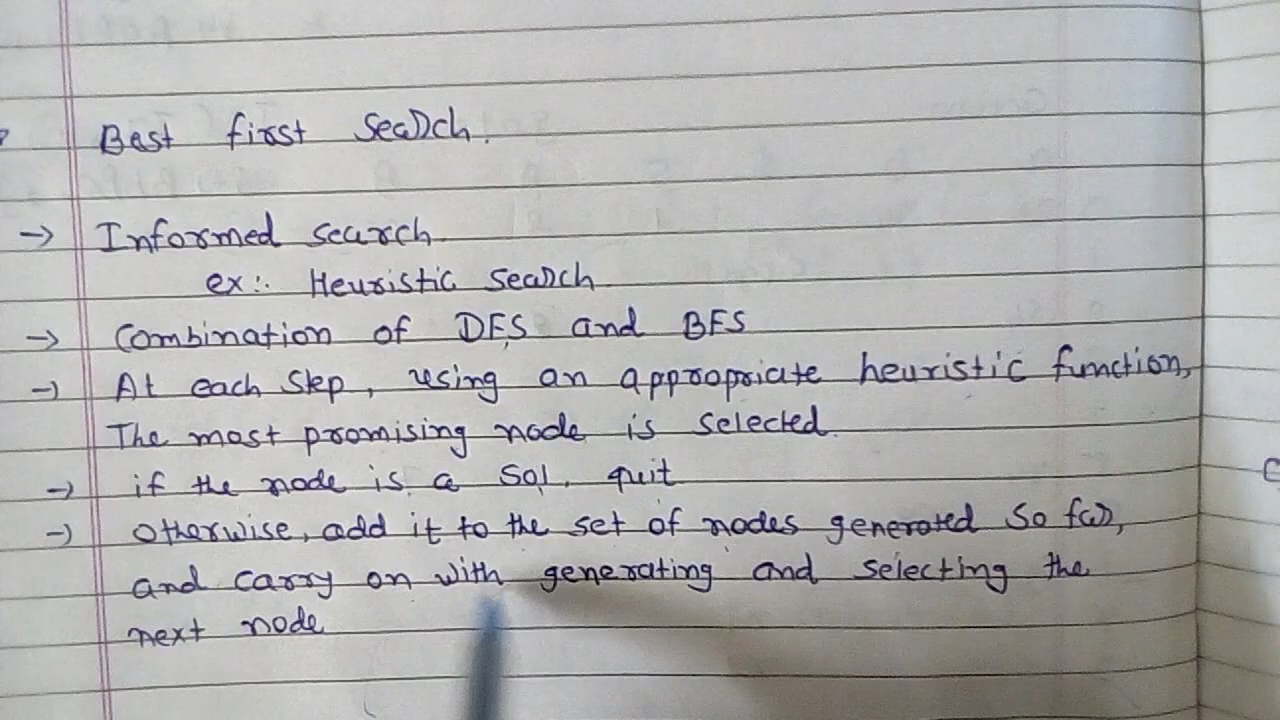 Best first Search.
→ Informed search
ex:. Heuristic Search
→ Combination of DFS and BFS
→ At each step, using an appropriate heuristic function,
The most promising node is selected.
→ if the node is a sol, quit
→ otherwise, add it to the set of nodes generated so far,
and carry on with generating and selecting the
next node